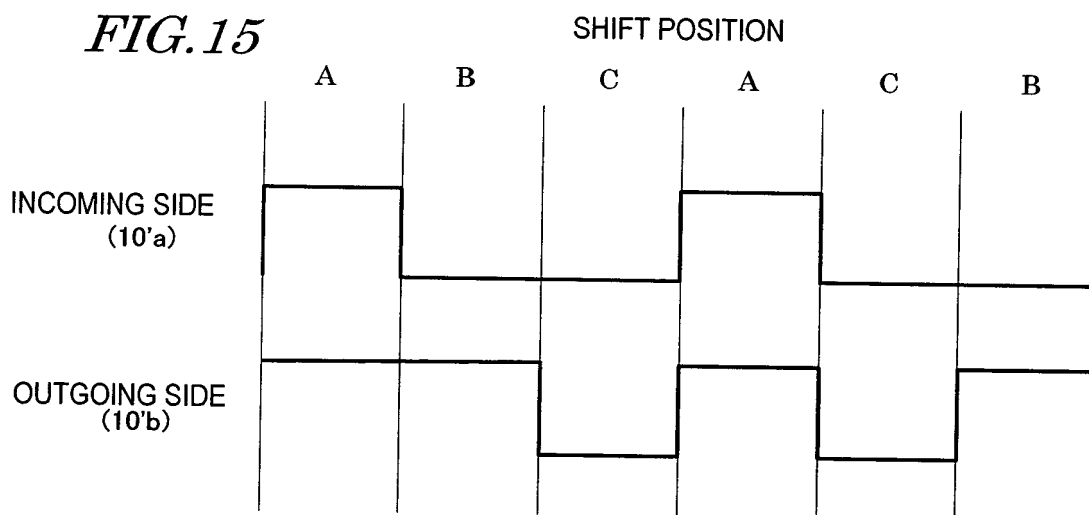 FIG.15
SHIFT POSITION
A B C A C B
INCOMING SIDE
(10'a)
OUTGOING SIDE
(10'b)